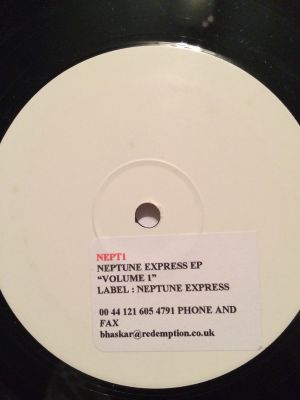 NEPT1
NEPTUNE EXPRESS EP
“VOLUME 1”
LABEL : NEPTUNE EXPRESS
00 44 121 605 4791 PHONE AND
FAX
bhaskar@redemption.co.uk